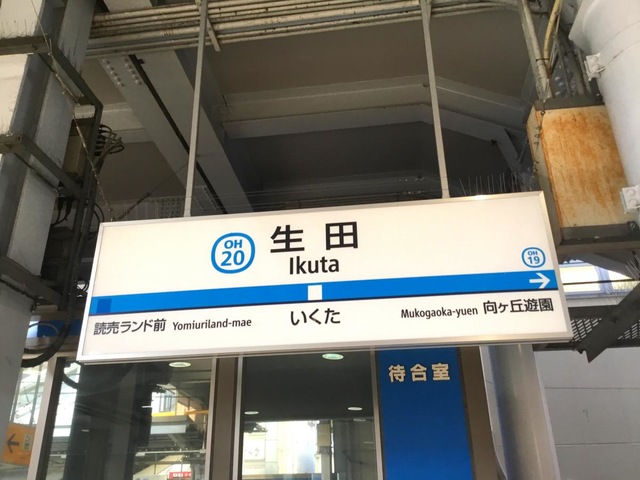 OH
20
生田
Ikuta
OH
19
読売ランド前 Yomiuriland-mae
いくた
Mukogaoka-yuen 向ヶ丘遊園
待合室